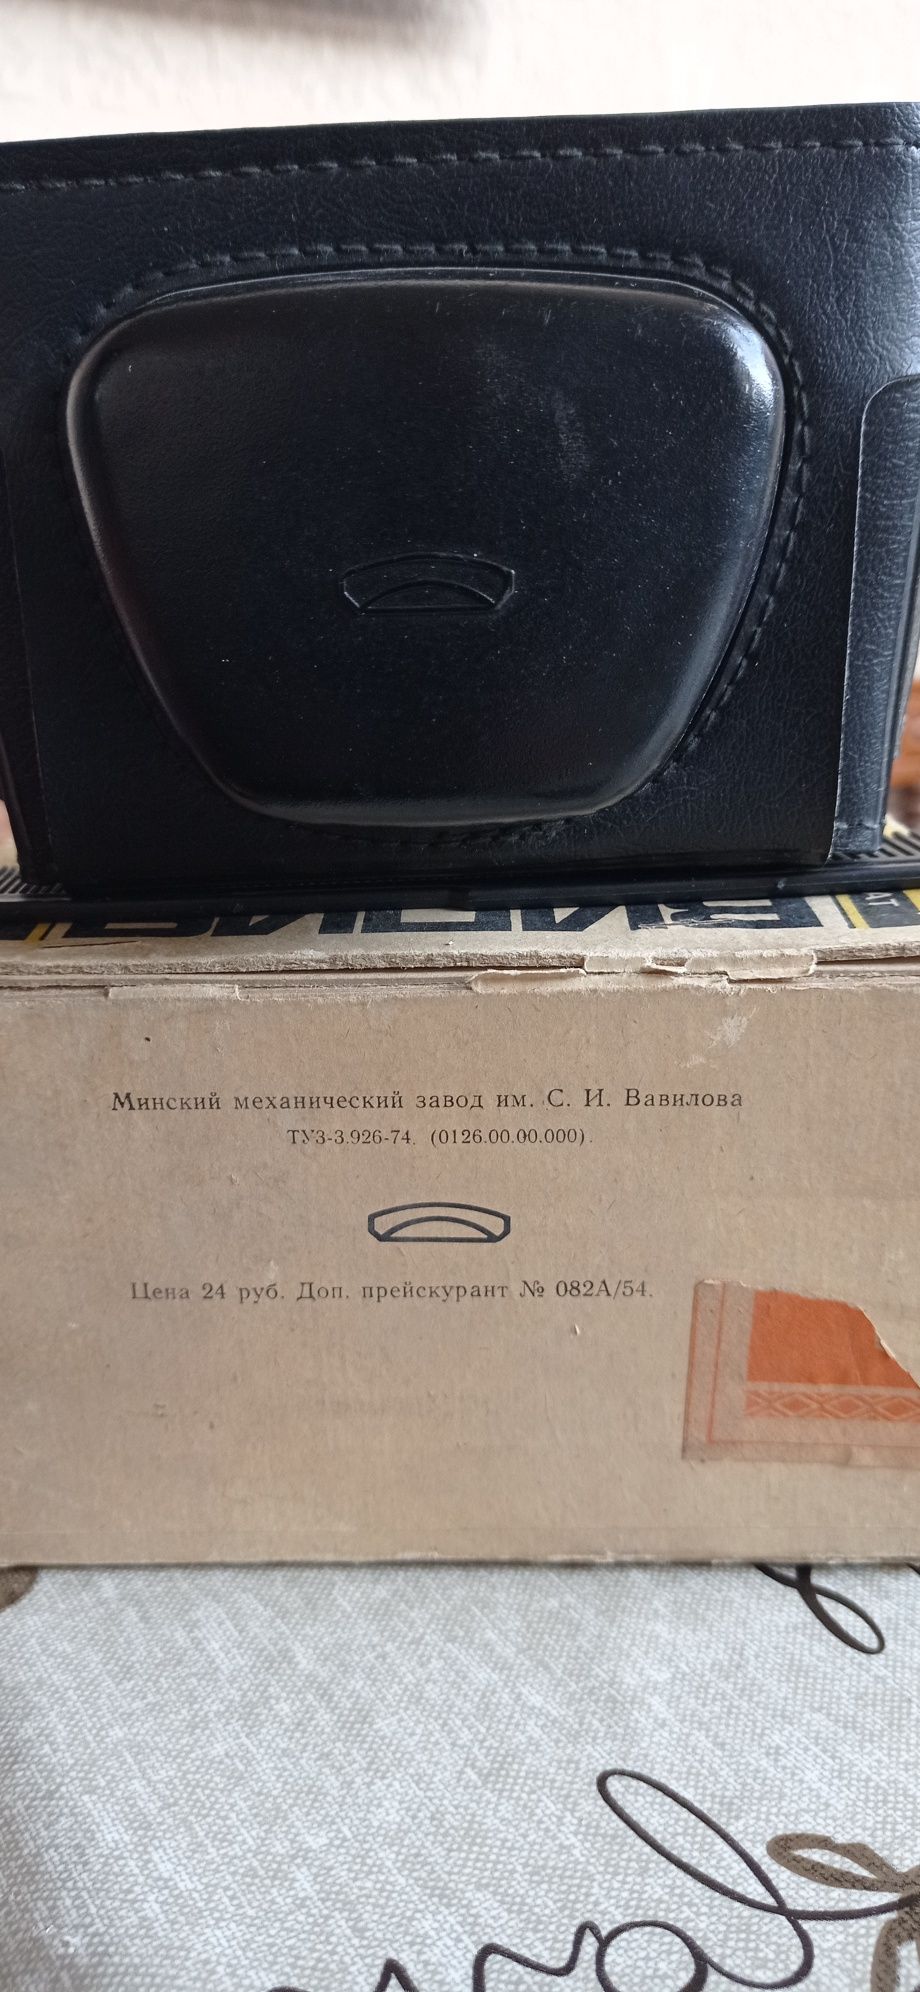 АТ
Минский механический завод им. С. И. Вавилова
ТУ3-3.926-74. (0126.00.00.000).
Цена 24 руб. Доп. прейскурант № 082А/54.